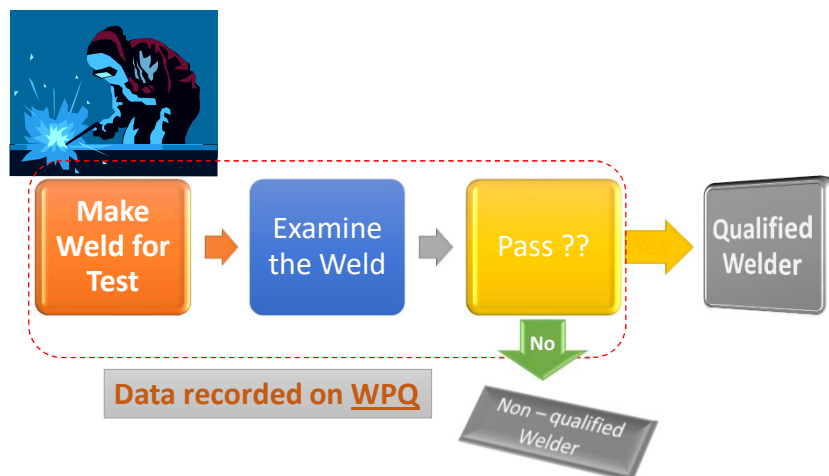 Make
Weld for
Test
Examine
the Weld
Pass ??
Yes
Qualified
Welder
No
Data recorded on WPQ
Non – qualified
Welder